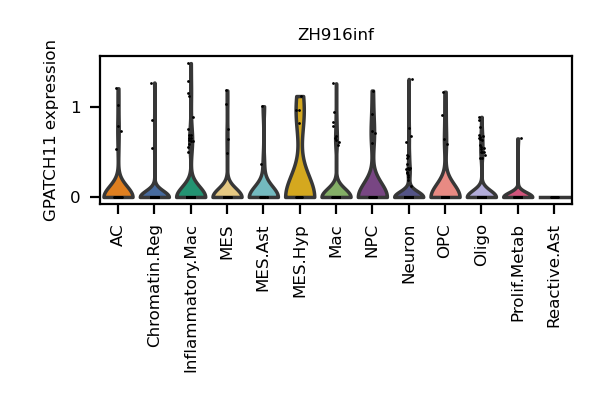 ZH916inf
GPATCH11 expression
1
0
AC
Chromatin.Reg
Inflammatory.Mac
MES
MES.Ast
MES.Hyp
Mac
NPC
Neuron
OPC
Oligo
Prolif.Metab
Reactive.Ast